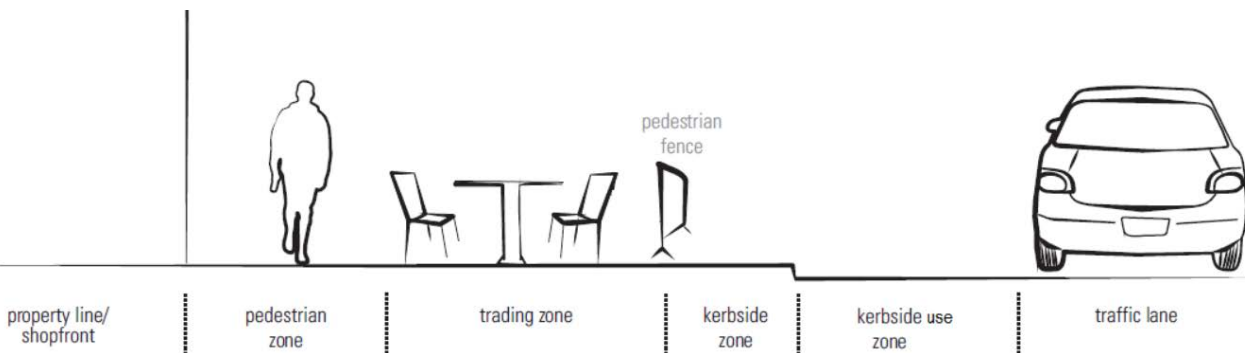 pedestrian
fence
property line/
shopfront
pedestrian
zone
trading zone
kerbside
zone
kerbside use
zone
traffic lane